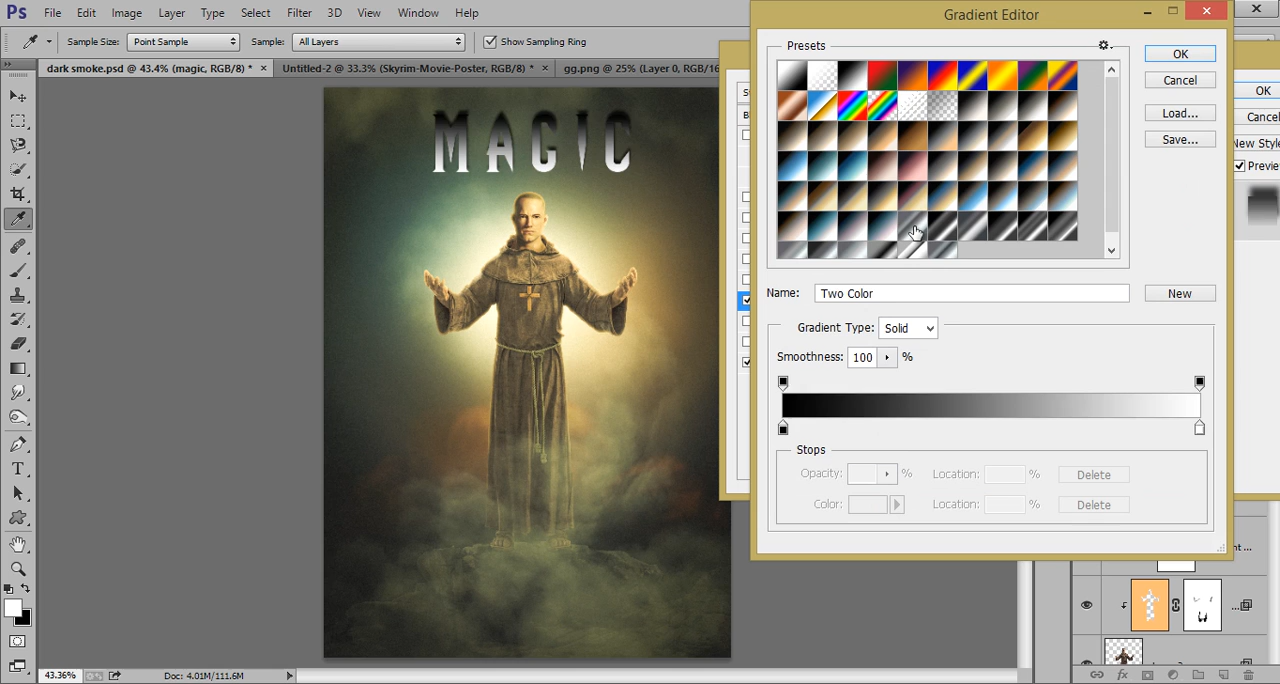 Ps File Edit Image Layer Type Select Filter 3D View Window Help
Gradient Editor
Sample Size: Point Sample Sample: All Layers Show Sampling Ring
dark smoke.psd @ 43.4% (magic, RGB/8) * × Untitled-2 @ 33.3% (Skyrim-Movie-Poster, RGB/8) * × gg.png @ 25% (Layer 0, RGB/16
Presets
OK
Cancel
Load...
Save...
OK
Cancel
New Style
Preview
MAGIC
Name: Two Color New
Gradient Type: Solid
Smoothness: 100 %
Stops
Opacity: % Location: % Delete
Color: Location: % Delete
43.36% Doc: 4.01M/111.6M
fx